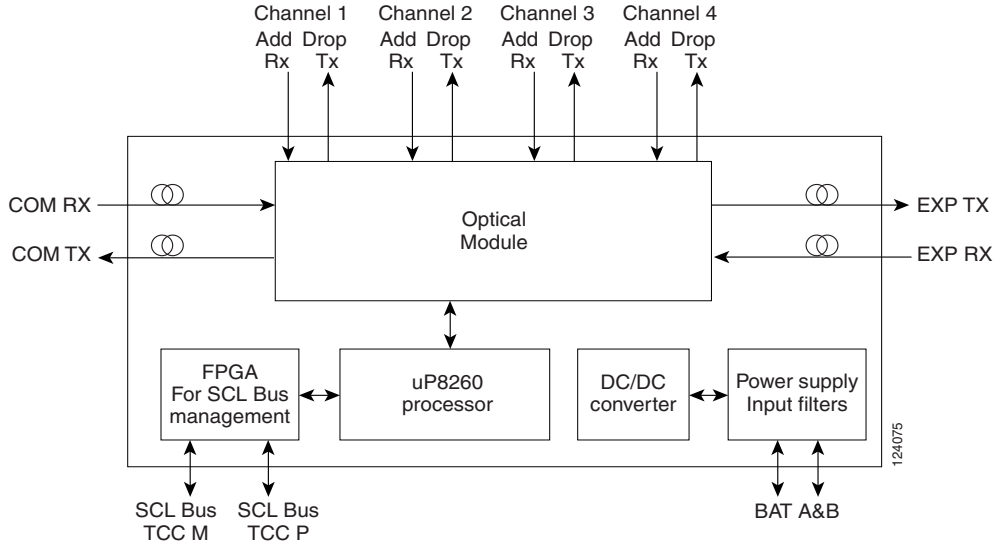 Channel 1 Channel 2 Channel 3 Channel 4
Add Drop Add Drop Add Drop Add Drop
Rx Tx Rx Tx Rx Tx Rx Tx
COM RX
EXP TX
Optical
Module
COM TX
EXP RX
FPGA
For SCL Bus
management
uP8260
processor
DC/DC
converter
Power supply
Input filters
124075
SCL Bus
TCC M
SCL Bus
TCC P
BAT A&B